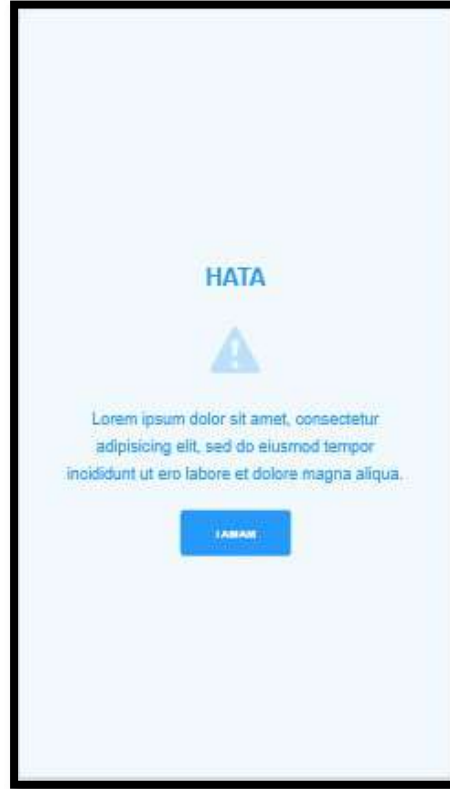 HATA
Lorem ipsum dolor sit amet, consectetur
adipisicing elit, sed do eiusmod tempor
incididunt ut ero labore et dolore magna aliqua.